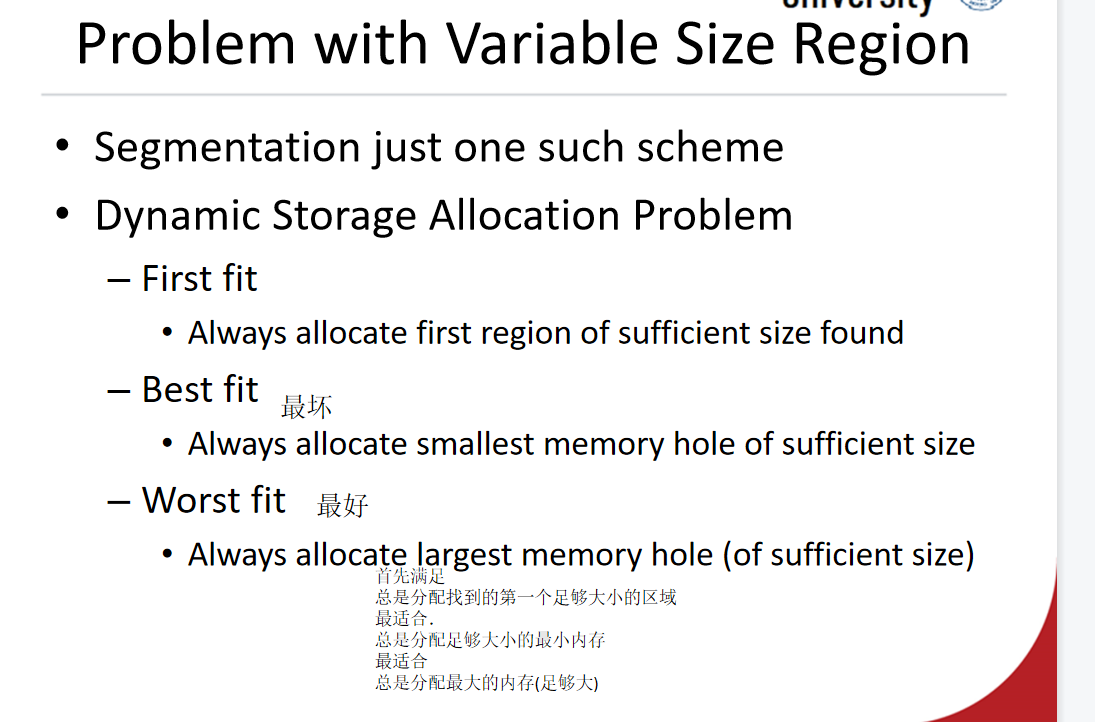 University
Problem with Variable Size Region
• Segmentation just one such scheme
• Dynamic Storage Allocation Problem
– First fit
• Always allocate first region of sufficient size found
– Best fit 最坏
• Always allocate smallest memory hole of sufficient size
– Worst fit 最好
• Always allocate largest memory hole (of sufficient size)
首先满足
总是分配找到的第一个足够大小的区域
最适合.
总是分配足够大小的最小内存
最适合
总是分配最大的内存(足够大)